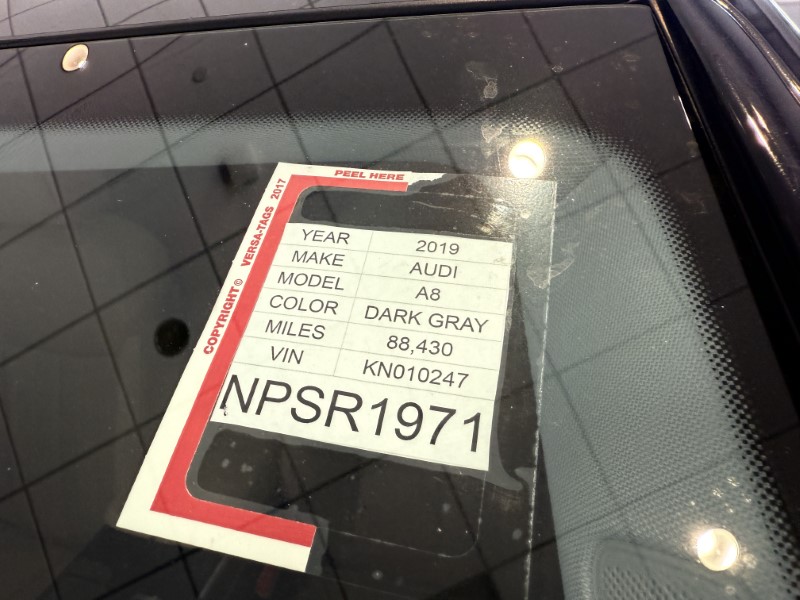 PEEL HERE
COPYRIGHT© VERSA-TAGS 2017
YEAR 2019
MAKE AUDI
MODEL A8
COLOR DARK GRAY
MILES 88,430
VIN KN010247
NPSR1971